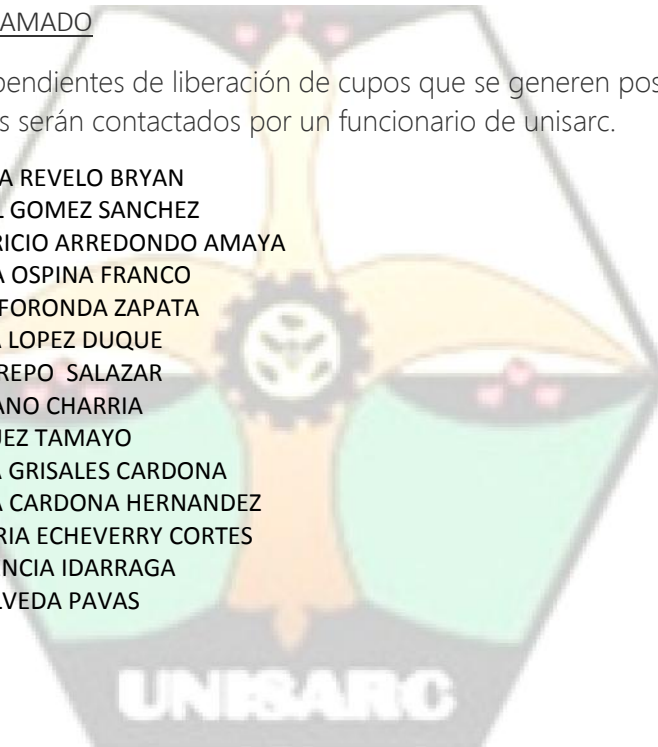 AMADO
pendientes de liberación de cupos que se generen pos
s serán contactados por un funcionario de unisarc.
A REVELO BRYAN
L GOMEZ SANCHEZ
RICIO ARREDONDO AMAYA
A OSPINA FRANCO
FORONDA ZAPATA
A LOPEZ DUQUE
REPO SALAZAR
ANO CHARRIA
UEZ TAMAYO
A GRISALES CARDONA
A CARDONA HERNANDEZ
RIA ECHEVERRY CORTES
NCIA IDARRAGA
LVEDA PAVAS
UNISARC